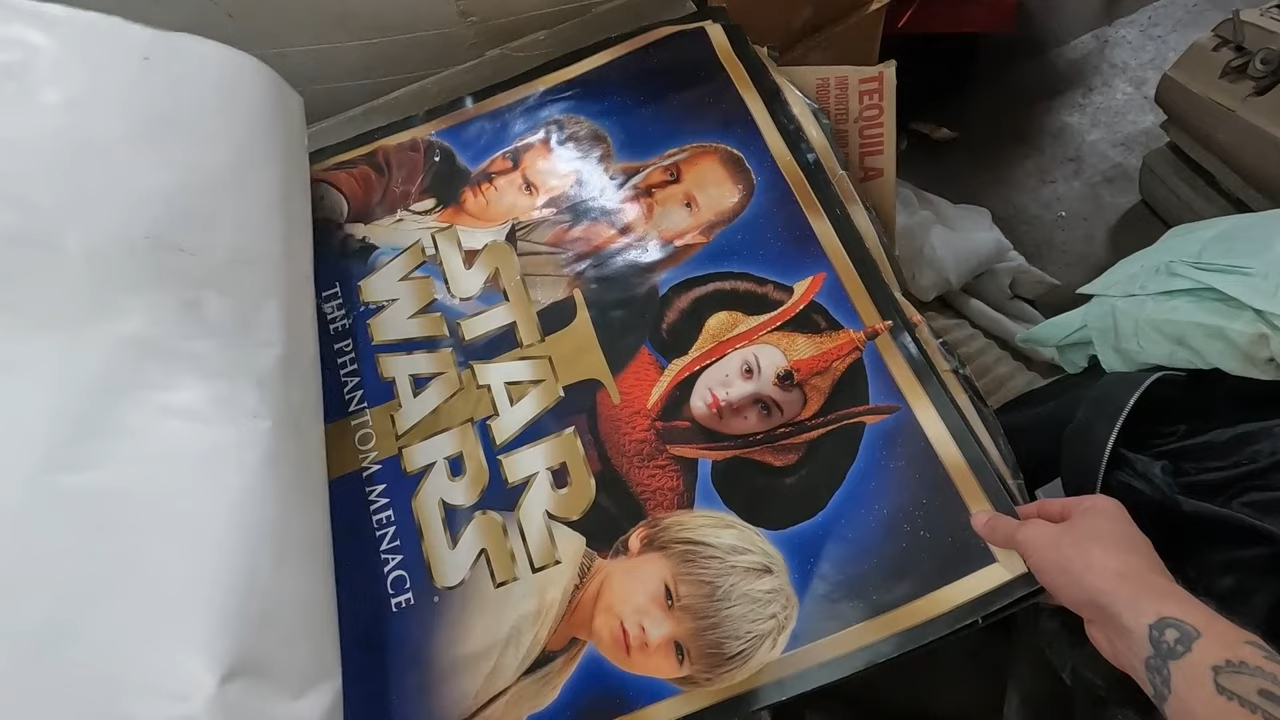 STAR
WARS
I
THE PHANTOM MENACE
TEQUILA
IMPORTED AND